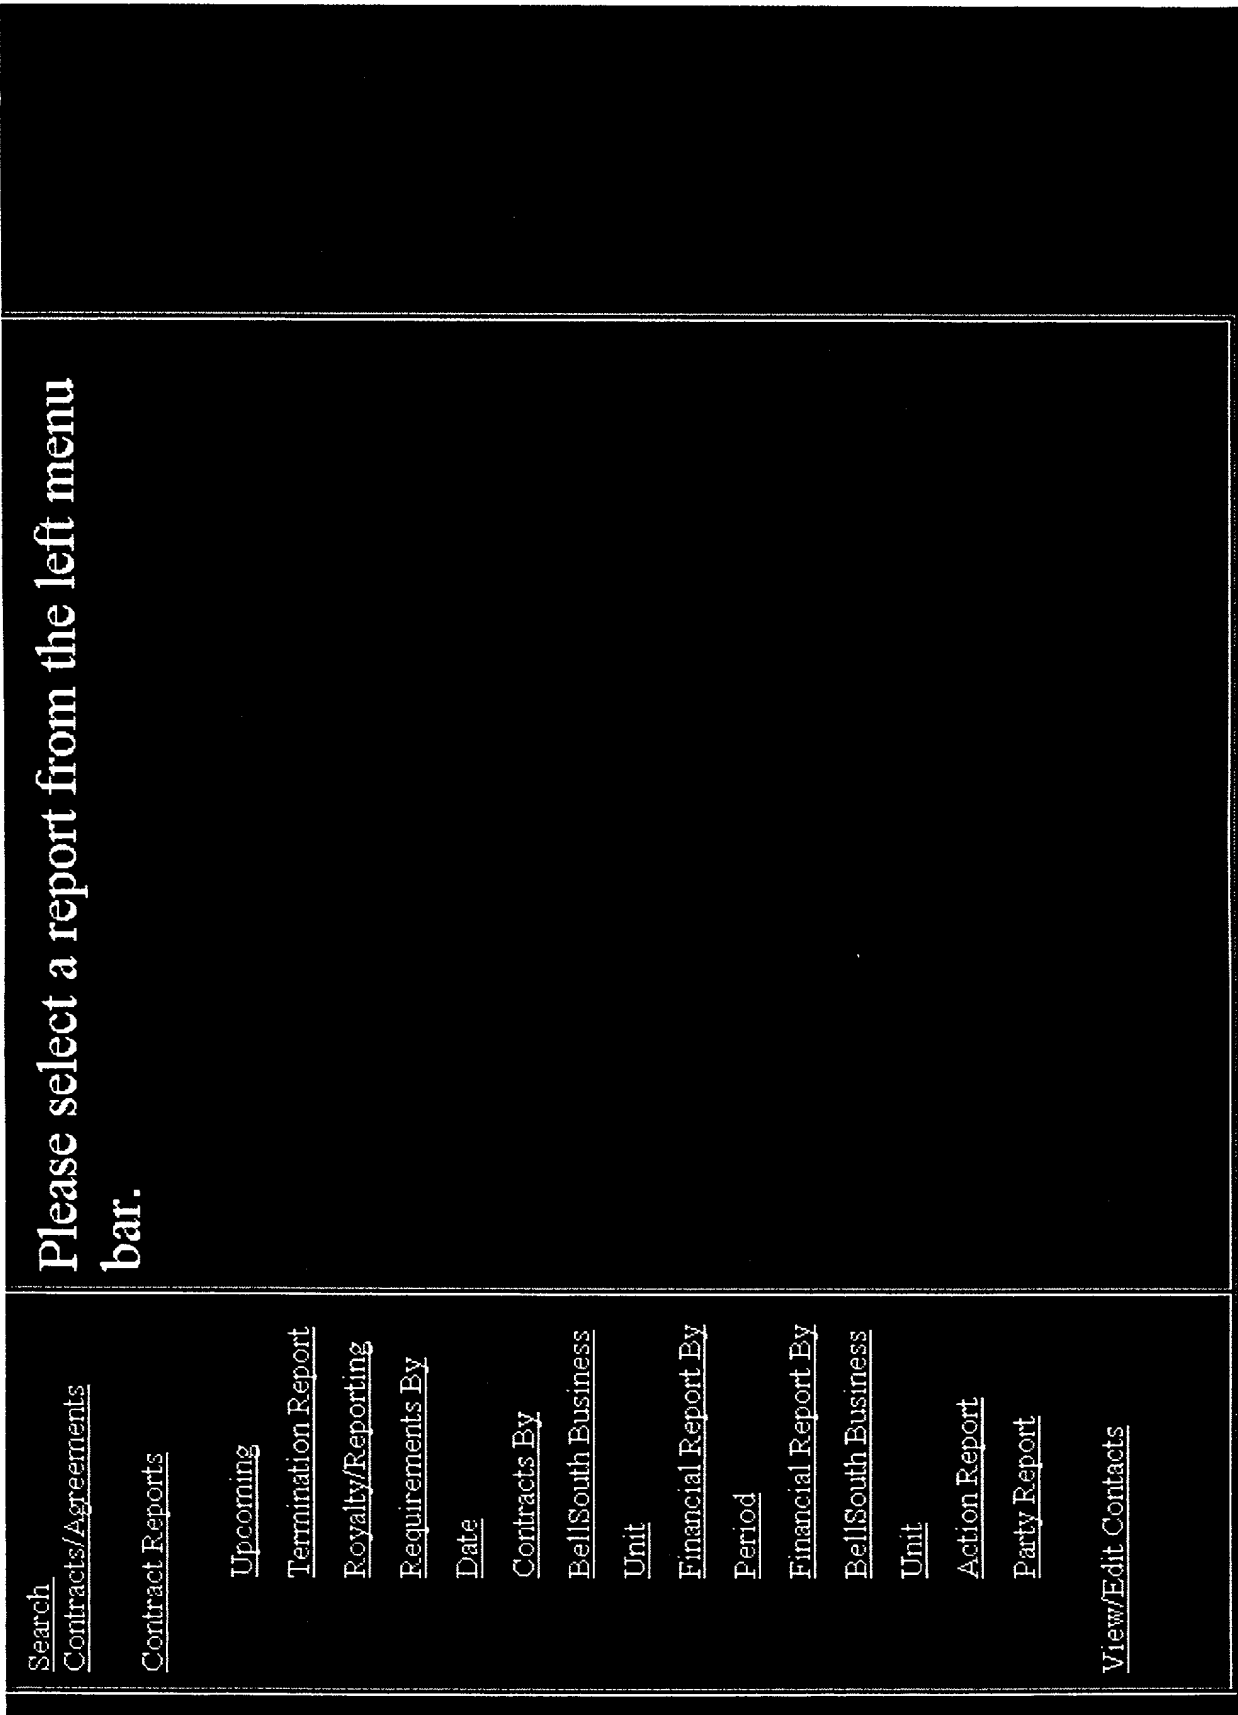 Search
Contracts/Agreements
Contract Reports
Upcoming
Termination Report
Royalty/Reporting
Requirements By
Date
Contracts By
BellSouth Business
Unit
Financial Report By
Period
Financial Report By
BellSouth Business
Unit
Action Report
Party Report
View/Edit Contacts
Please select a report from the left menu
bar.